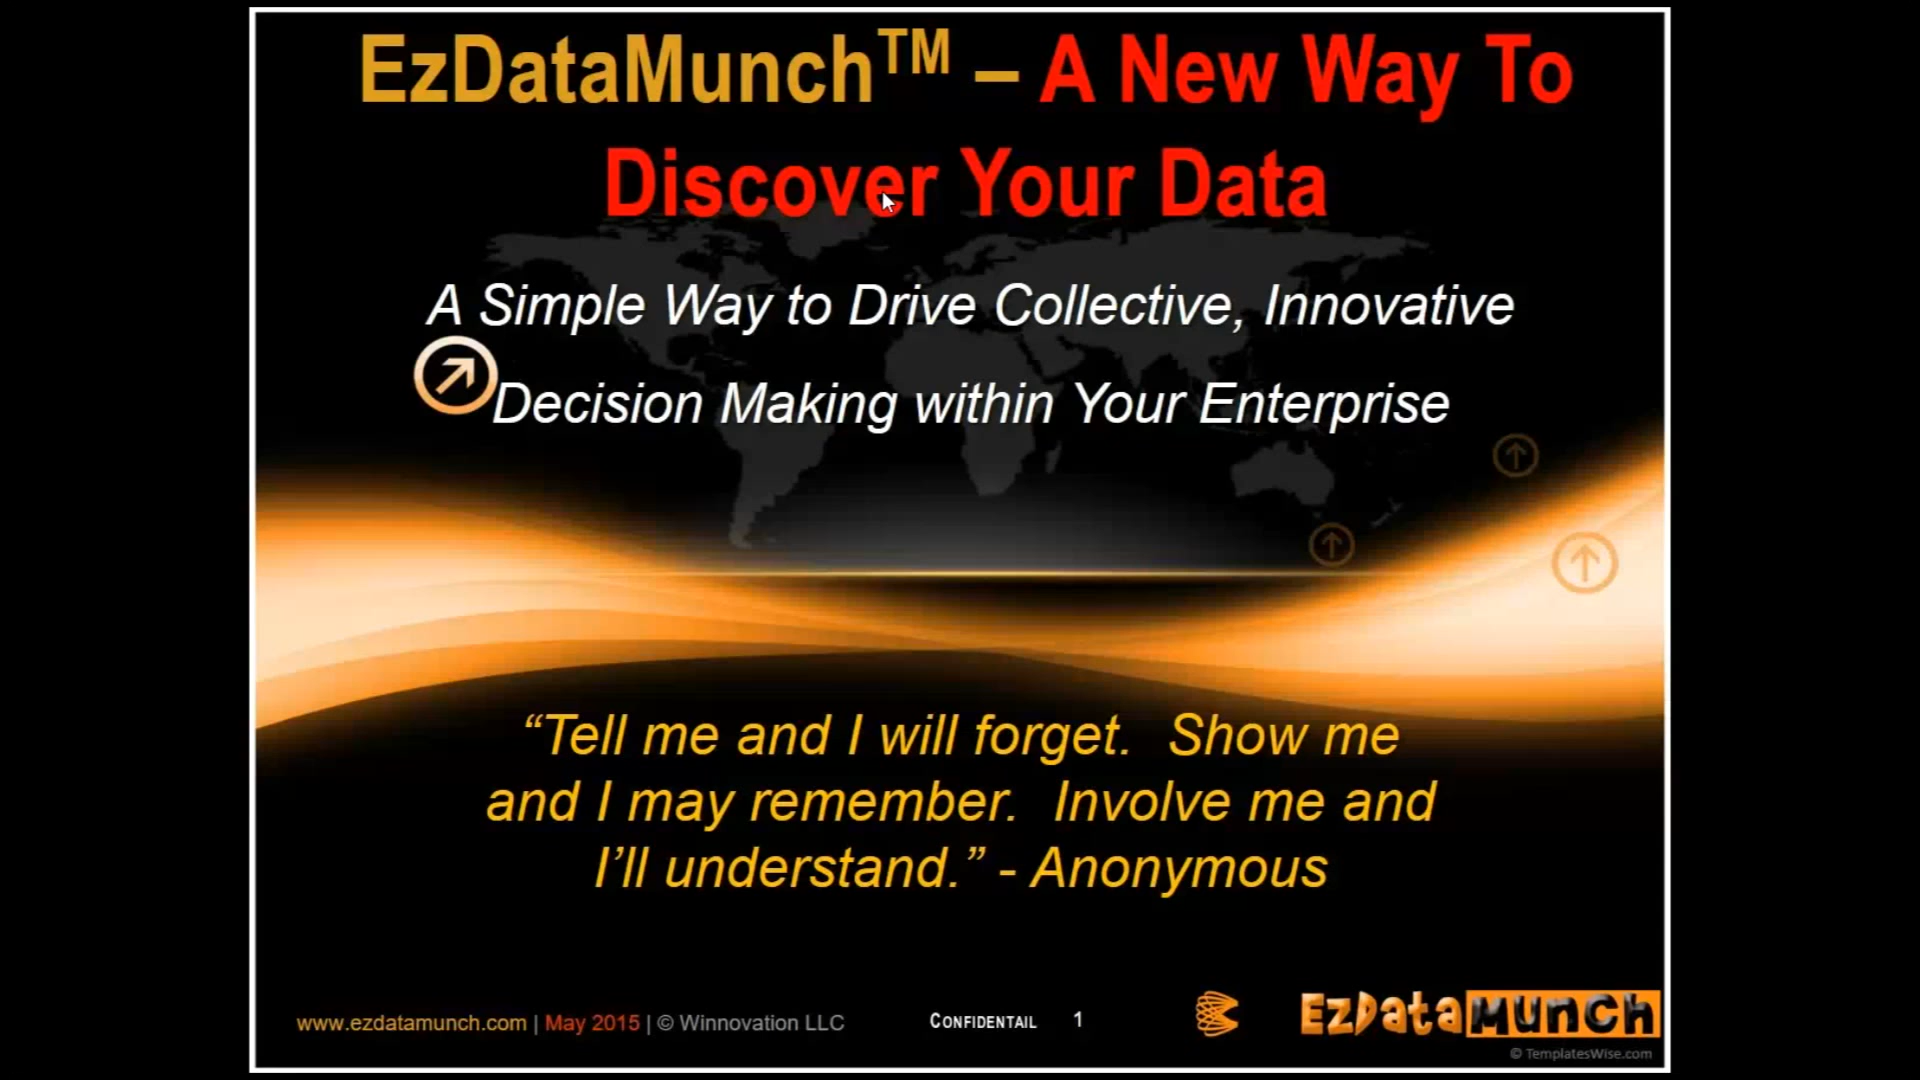 EzDataMunch™ – A New Way To
Discover Your Data
A Simple Way to Drive Collective, Innovative
Decision Making within Your Enterprise
“Tell me and I will forget.  Show me
and I may remember.  Involve me and
I’ll understand.” - Anonymous
www.ezdatamunch.com | May 2015 | © Winnovation LLC
CONFIDENTAIL 1
EzDataMunch
© TemplatesWise.com